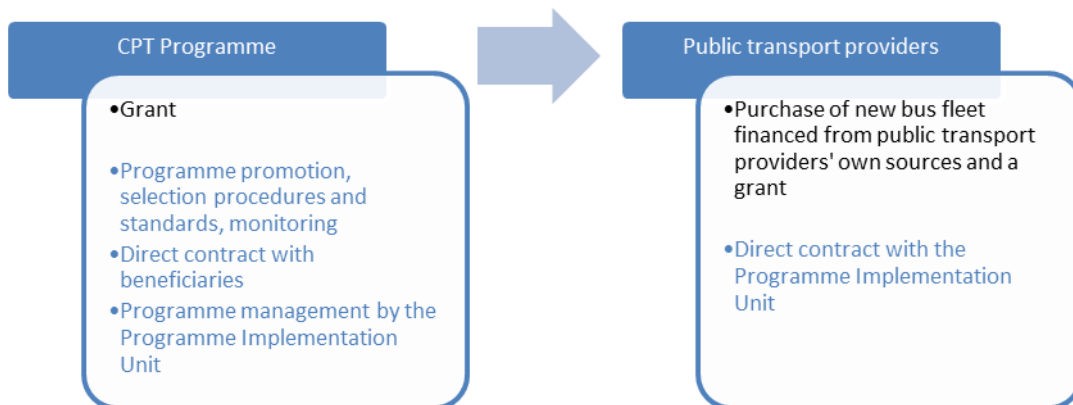 CPT Programme
•Grant
•Programme promotion,
selection procedures and
standards, monitoring
•Direct contract with
beneficiaries
•Programme management by the
Programme Implementation
Unit
Public transport providers
•Purchase of new bus fleet
financed from public transport
providers' own sources and a
grant
•Direct contract with the
Programme Implementation
Unit